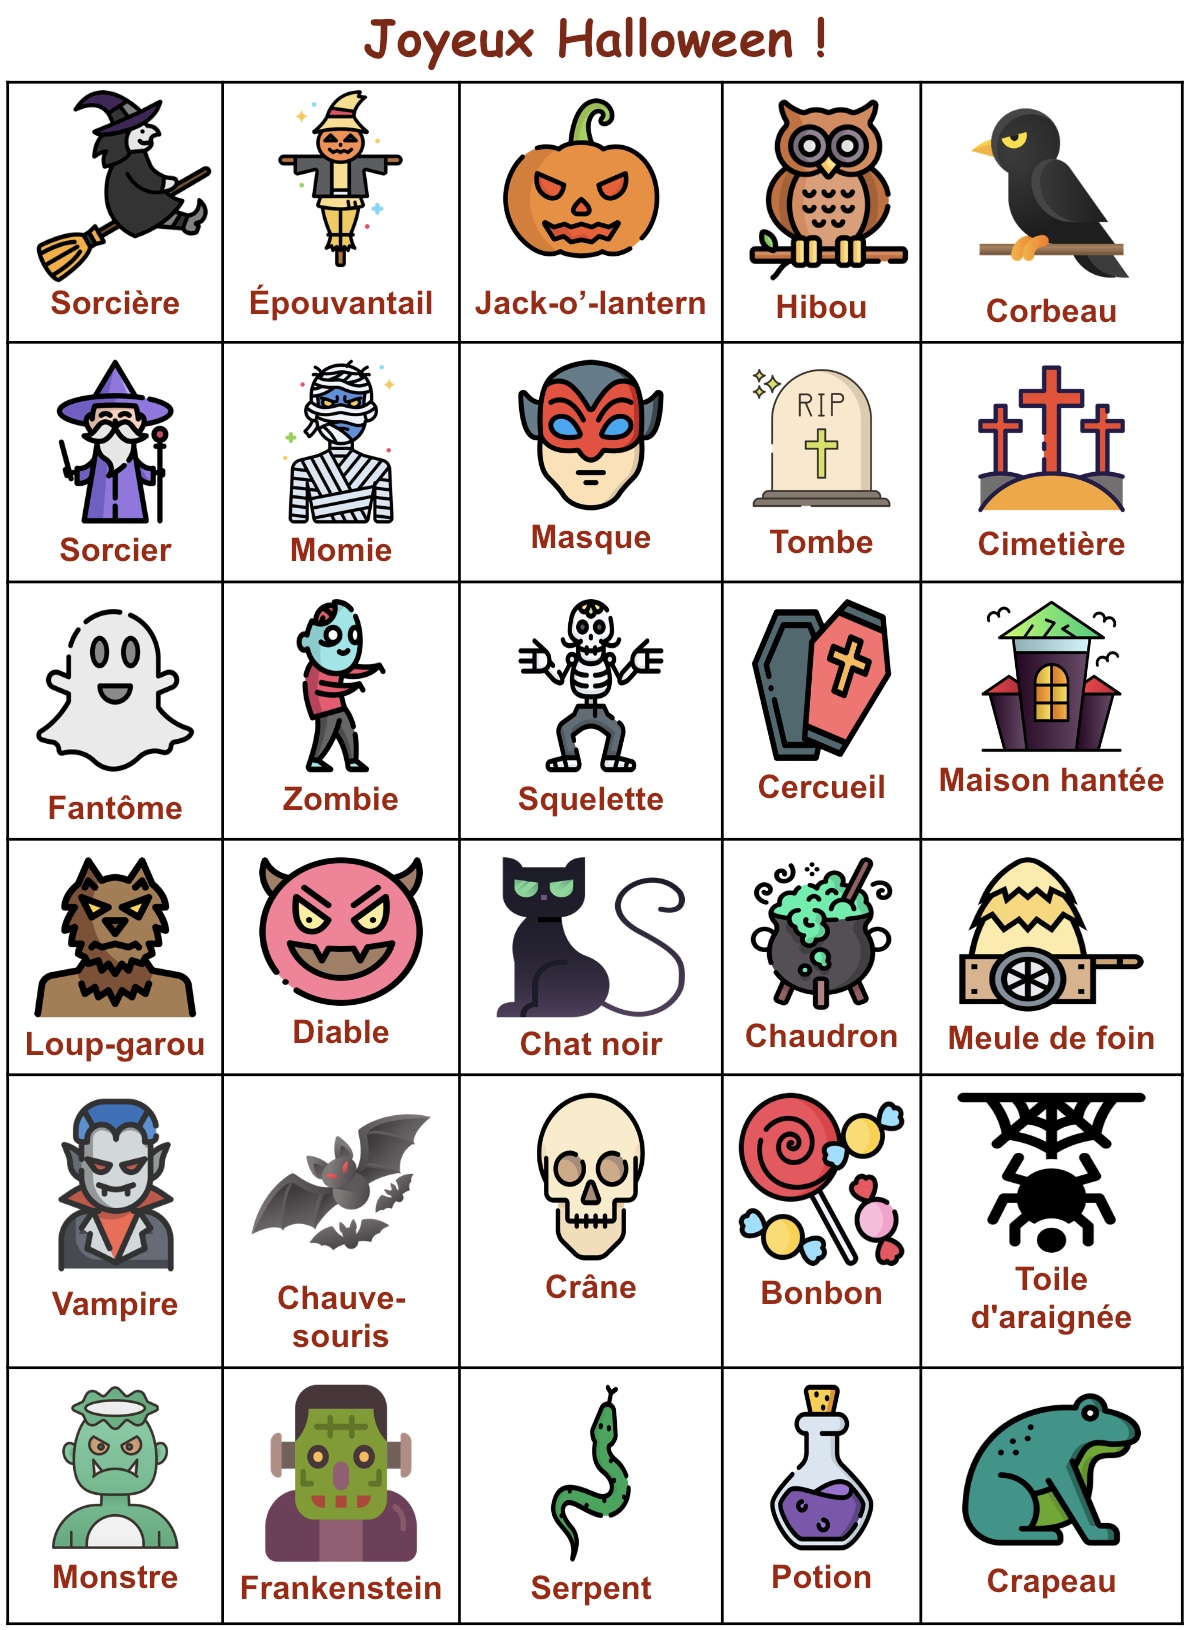 Joyeux Halloween !
Sorcière
Épouvantail
Jack-o’-lantern
Hibou
Corbeau
RIP
Sorcier
Momie
Masque
Tombe
Cimetière
Fantôme
Zombie
Squelette
Cercueil
Maison hantée
Loup-garou
Diable
Chat noir
Chaudron
Meule de foin
Vampire
Chauve-
souris
Crâne
Bonbon
Toile
d'araignée
Monstre
Frankenstein
Serpent
Potion
Crapeau